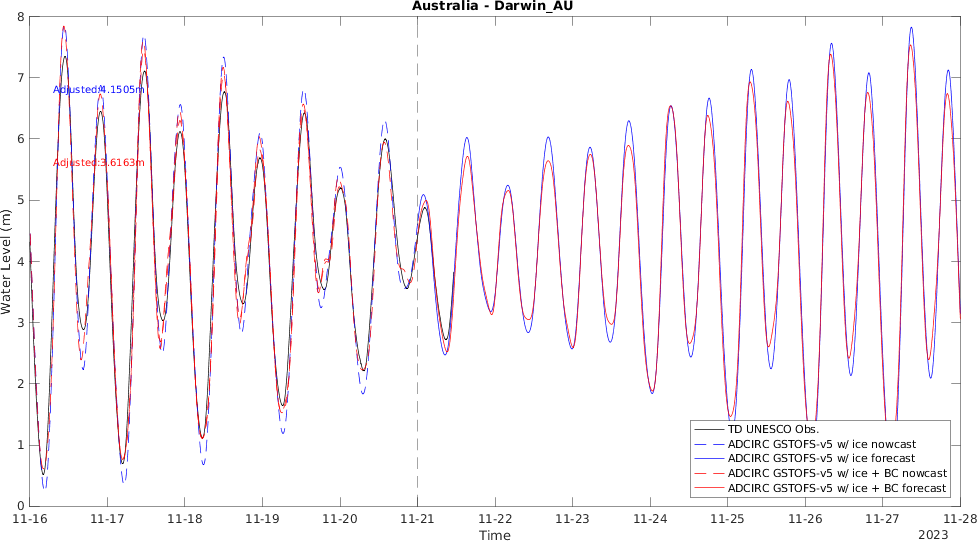 Australia - Darwin_AU
8
7
Adjusted:4.1505m
6
Adjusted:3.6163m
5
4
3
2
1
0
Water Level (m)
TD UNESCO Obs.
ADCIRC GSTOFS-v5 w/ ice nowcast
ADCIRC GSTOFS-v5 w/ ice forecast
ADCIRC GSTOFS-v5 w/ ice + BC nowcast
ADCIRC GSTOFS-v5 w/ ice + BC forecast
11-16 11-17 11-18 11-19 11-20 11-21 11-22 11-23 11-24 11-25 11-26 11-27 11-28
Time
2023